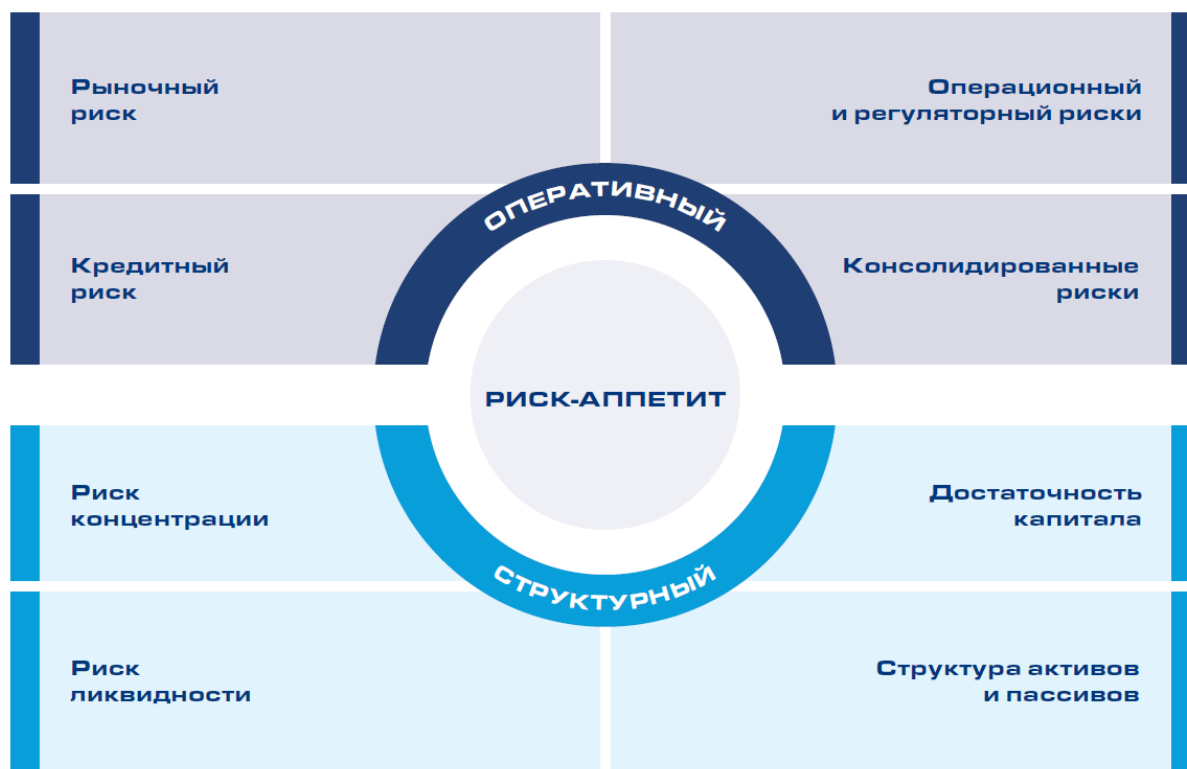 Рыночный
риск
Операционный
и регуляторный риски
ОПЕРАТИВНЫЙ
Кредитный
риск
Консолидированные
риски
РИСК-АППЕТИТ
Риск
концентрации
Достаточность
капитала
СТРУКТУРНЫЙ
Риск
ликвидности
Структура активов
и пассивов